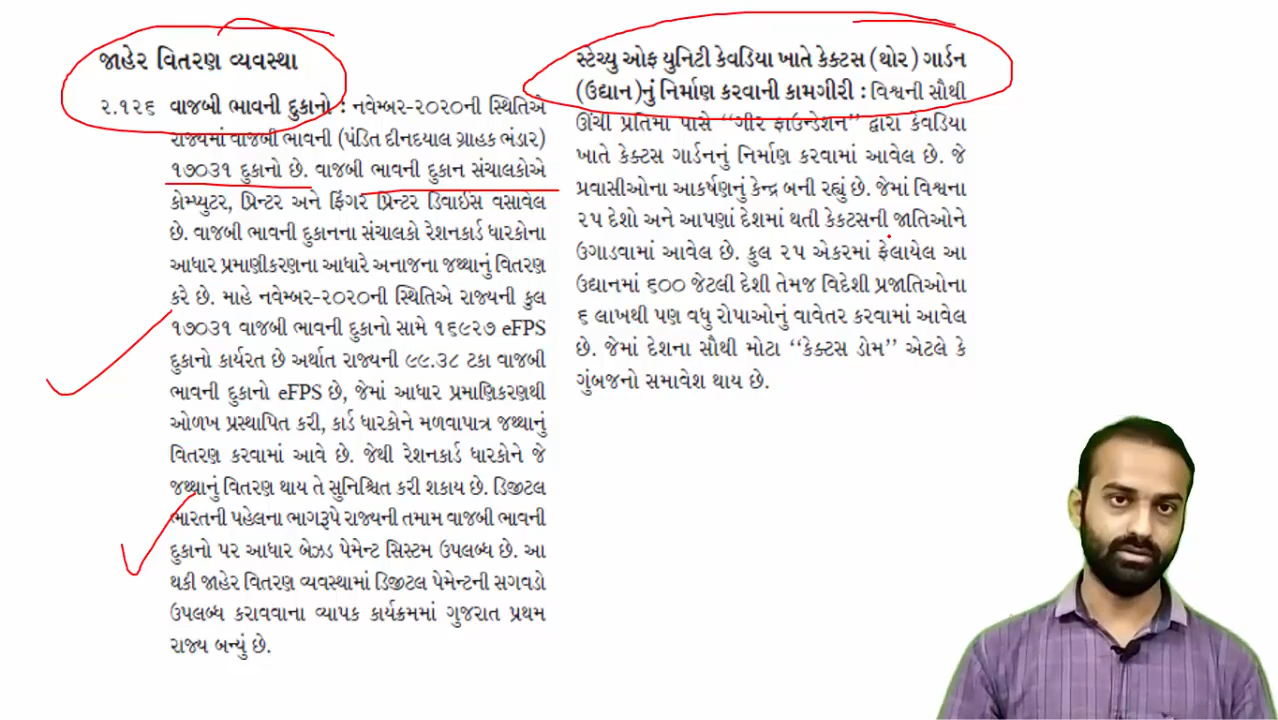 જાહેર વિતરણ વ્યવસ્થા
૨.૧૨૬ વાજબી ભાવની દુકાનો : નવેમ્બર-૨૦૨૦ની સ્થિતિએ
રાજ્યમાં વાજબી ભાવની (પંડિત દીનદયાલ ગ્રાહક ભંડાર)
૧૭૦૩૧ દુકાનો છે. વાજબી ભાવની દુકાન સંચાલકોએ
કોમ્પ્યુટર, પ્રિન્ટર અને ફિંગર પ્રિન્ટર ડિવાઇસ વસાવેલ
છે. વાજબી ભાવની દુકાનના સંચાલકો રેશનકાર્ડ ધારકોના
આધાર પ્રમાણીકરણના આધારે અનાજના જથ્થાનું વિતરણ
કરે છે. માહે નવેમ્બર-૨૦૨૦ની સ્થિતિએ રાજ્યની કુલ
૧૭૦૩૧ વાજબી ભાવની દુકાનો સામે ૧૬૯૨૭ eFPS
દુકાનો કાર્યરત છે અર્થાત રાજ્યની ૯૯.૩૮ ટકા વાજબી
ભાવની દુકાનો eFPS છે, જેમાં આધાર પ્રમાણિકરણથી
ઓળખ પ્રસ્થાપિત કરી, કાર્ડ ધારકોને મળવાપાત્ર જથ્થાનું
વિતરણ કરવામાં આવે છે. જેથી રેશનકાર્ડ ધારકોને જે
જથ્થાનું વિતરણ થાય તે સુનિશ્ચિત કરી શકાય છે. ડિજીટલ
ભારતની પહેલના ભાગરૂપે રાજ્યની તમામ વાજબી ભાવની
દુકાનો પર આધાર બેઝડ પેમેન્ટ સિસ્ટમ ઉપલબ્ધ છે. આ
થકી જાહેર વિતરણ વ્યવસ્થામાં ડિજીટલ પેમેન્ટની સગવડો
ઉપલબ્ધ કરાવવાના વ્યાપક કાર્યક્રમમાં ગુજરાત પ્રથમ
રાજ્ય બન્યું છે.
સ્ટેચ્યુ ઓફ યુનિટી કેવડિયા ખાતે કેક્ટસ (થોર) ગાર્ડન
(ઉદ્યાન)નું નિર્માણ કરવાની કામગીરી : વિશ્વની સૌથી
ઊંચી પ્રતિમા પાસે ‘‘ગીર ફાઉન્ડેશન’’ દ્વારા કેવડિયા
ખાતે કેક્ટસ ગાર્ડનનું નિર્માણ કરવામાં આવેલ છે. જે
પ્રવાસીઓના આકર્ષણનું કેન્દ્ર બની રહ્યું છે. જેમાં વિશ્વના
૨૫ દેશો અને આપણાં દેશમાં થતી કેકટસની જાતિઓને
ઉગાડવામાં આવેલ છે. કુલ ૨૫ એકરમાં ફેલાયેલ આ
ઉદ્યાનમાં ૬૦૦ જેટલી દેશી તેમજ વિદેશી પ્રજાતિઓના
૬ લાખથી પણ વધુ રોપાઓનું વાવેતર કરવામાં આવેલ
છે. જેમાં દેશના સૌથી મોટા ‘‘કેક્ટસ ડોમ’’ એટલે કે
ગુંબજનો સમાવેશ થાય છે.